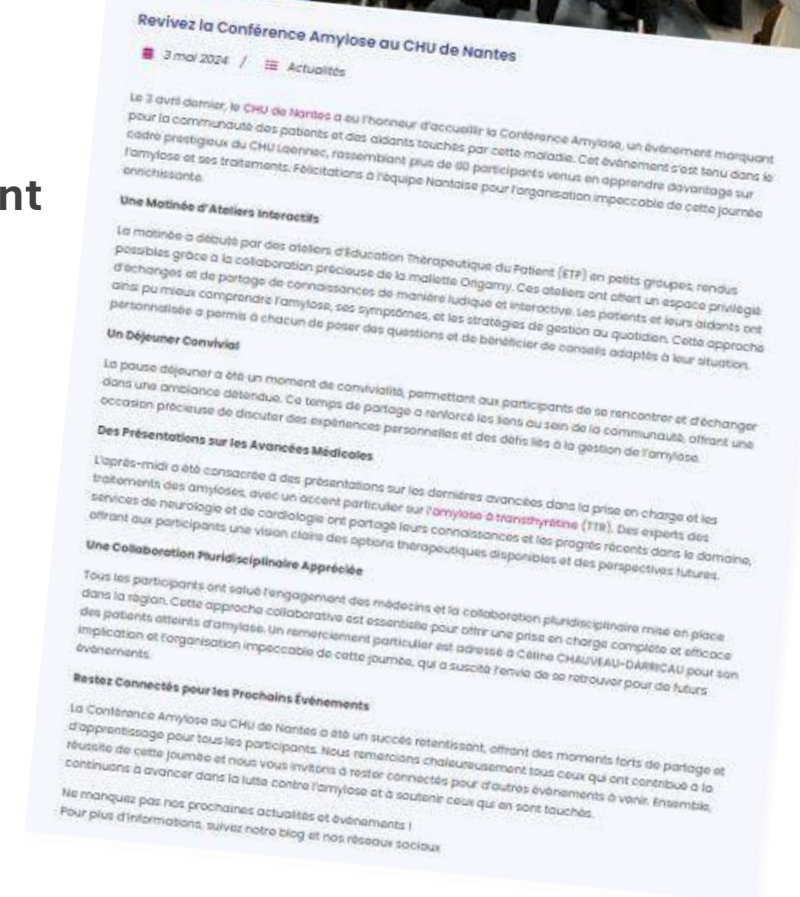 nt
Revivez la Conférence Amylose au CHU de Nantes
3 mai 2024 / Actualités
Le 3 avril dernier, le CHU de Nantes a eu l'honneur d'accueillir la Conférence Amylose, un événement marquant
pour la communauté des patients et des aidants touchés par cette maladie. Cet événement s'est tenu dans le
cadre prestigieux du CHU Laennec, rassemblant plus de 60 participants venus en apprendre davantage sur
l'amylose et ses traitements. Félicitations à l'équipe Nantaise pour l'organisation impeccable de cette journée
enrichissante.
Une Matinée d'Ateliers Interactifs
La matinée a débuté par des ateliers d'Éducation Thérapeutique du Patient (ETP) en petits groupes, rendus
possibles grâce à la collaboration précieuse de la mallette Ongamy. Ces ateliers ont offert un espace privilégié
d'échanges et de partage de connaissances de manière ludique et interactive. Les patients et leurs aidants ont
ainsi pu mieux comprendre l'amylose, ses symptômes, et les stratégies de gestion au quotidien. Cette approche
personnalisée a permis à chacun de poser des questions et de bénéficier de conseils adaptés à leur situation.
Un Déjeuner Convivial
La pause déjeuner a été un moment de convivialité, permettant aux participants de se rencontrer et d'échanger
dans une ambiance détendue. Ce temps de partage a renforcé les liens au sein de la communauté, offrant une
occasion précieuse de discuter des expériences personnelles et des défis liés à la gestion de l'amylose.
Des Présentations sur les Avancées Médicales
L'après-midi a été consacrée à des présentations sur les dernières avancées dans la prise en charge et les
traitements des amyloses, avec un accent particulier sur l'amylose à transthyrétine (TTR). Des experts des
services de neurologie et de cardiologie ont partagé leurs connaissances et les progrès récents dans le domaine,
offrant aux participants une vision claire des options thérapeutiques disponibles et des perspectives futures.
Une Collaboration Pluridisciplinaire Appréciée
Tous les participants ont salué l'engagement des médecins et la collaboration pluridisciplinaire mise en place
dans la région. Cette approche collaborative est essentielle pour offrir une prise en charge complète et efficace
des patients atteints d'amylose. Un remerciement particulier est adressé à Céline CHAUVEAU-DARRICAU pour son
implication et l'organisation impeccable de cette journée, qui a suscité l'envie de se retrouver pour de futurs
événements.
Restez Connectés pour les Prochains Événements
La Conférence Amylose au CHU de Nantes a été un succès retentissant, offrant des moments forts de partage et
d'apprentissage pour tous les participants. Nous remercions chaleureusement tous ceux qui ont contribué à la
réussite de cette journée et nous vous invitons à rester connectés pour d'autres événements à venir. Ensemble,
continuons à avancer dans la lutte contre l'amylose et à soutenir ceux qui en sont touchés.
Ne manquez pas nos prochaines actualités et événements !
Pour plus d'informations, suivez notre blog et nos réseaux sociaux